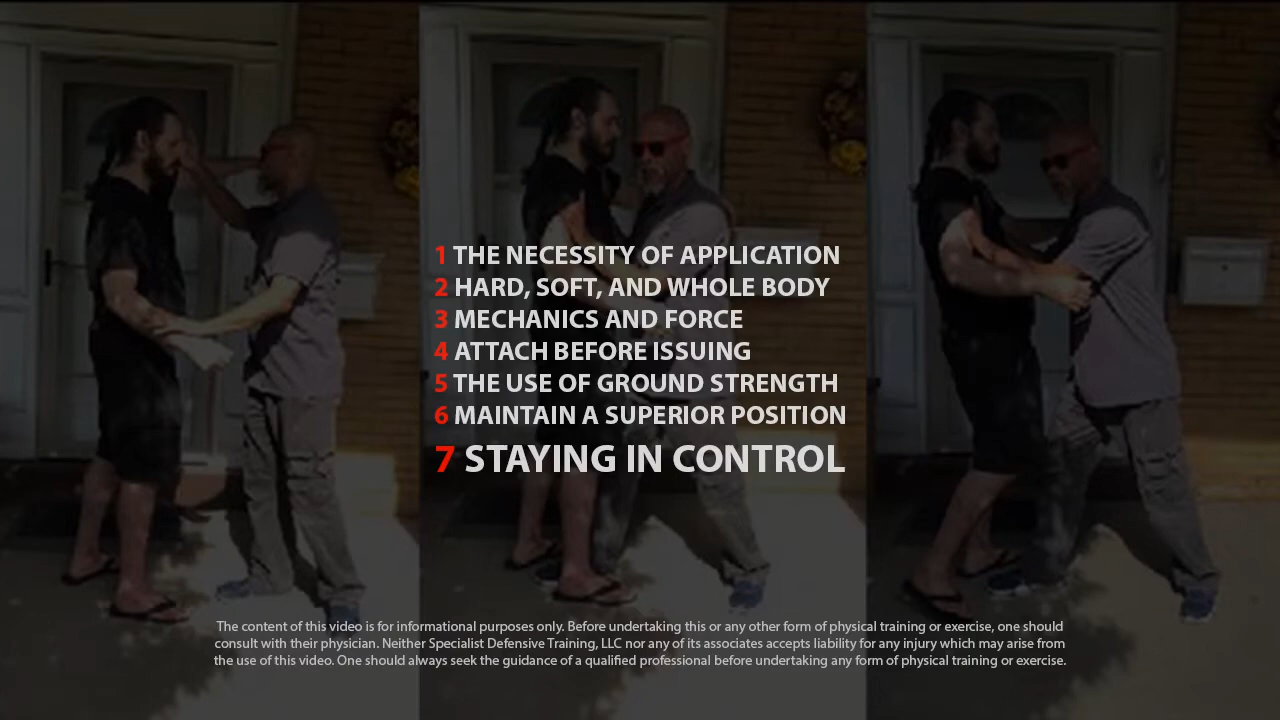 1 THE NECESSITY OF APPLICATION
2 HARD, SOFT, AND WHOLE BODY
3 MECHANICS AND FORCE
4 ATTACH BEFORE ISSUING
5 THE USE OF GROUND STRENGTH
6 MAINTAIN A SUPERIOR POSITION
7 STAYING IN CONTROL
The content of this video is for informational purposes only. Before undertaking this or any other form of physical training or exercise, one should
consult with their physician. Neither Specialist Defensive Training, LLC nor any of its associates accepts liability for any injury which may arise from
the use of this video. One should always seek the guidance of a qualified professional before undertaking any form of physical training or exercise.